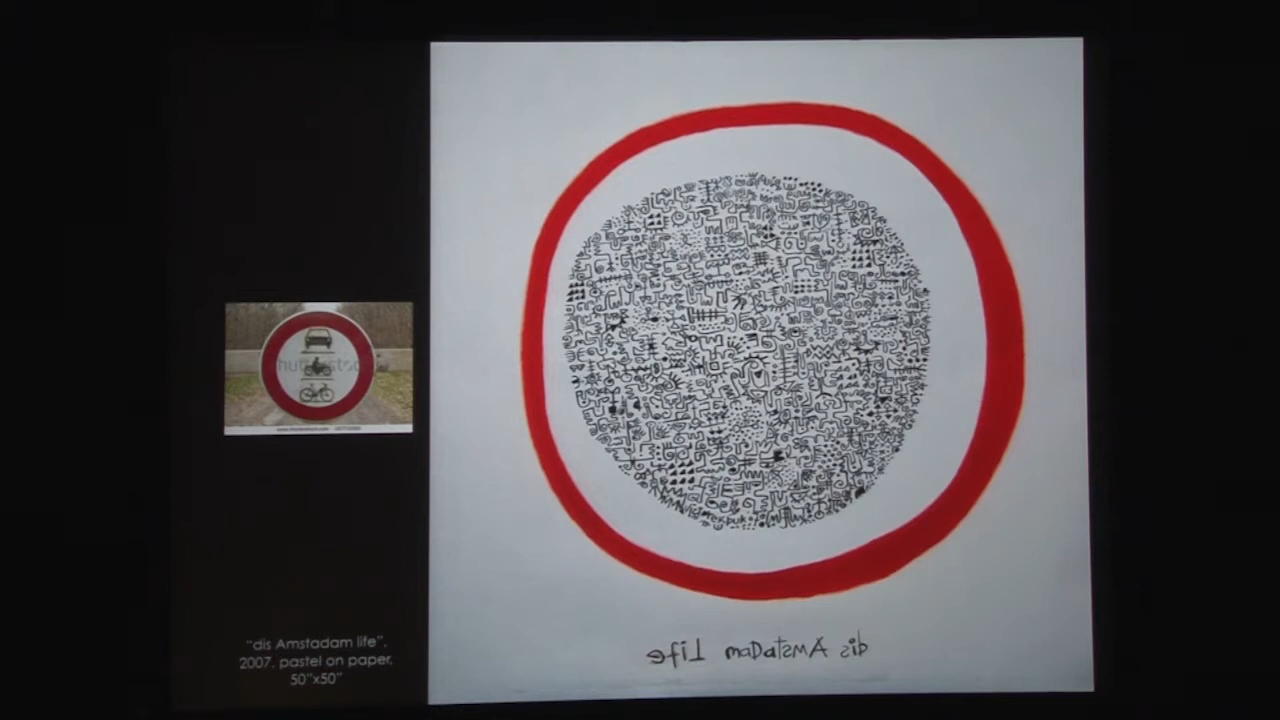 "dis Amstadam life",
2007, pastel on paper,
50"x50"
dis AmstaDam Life